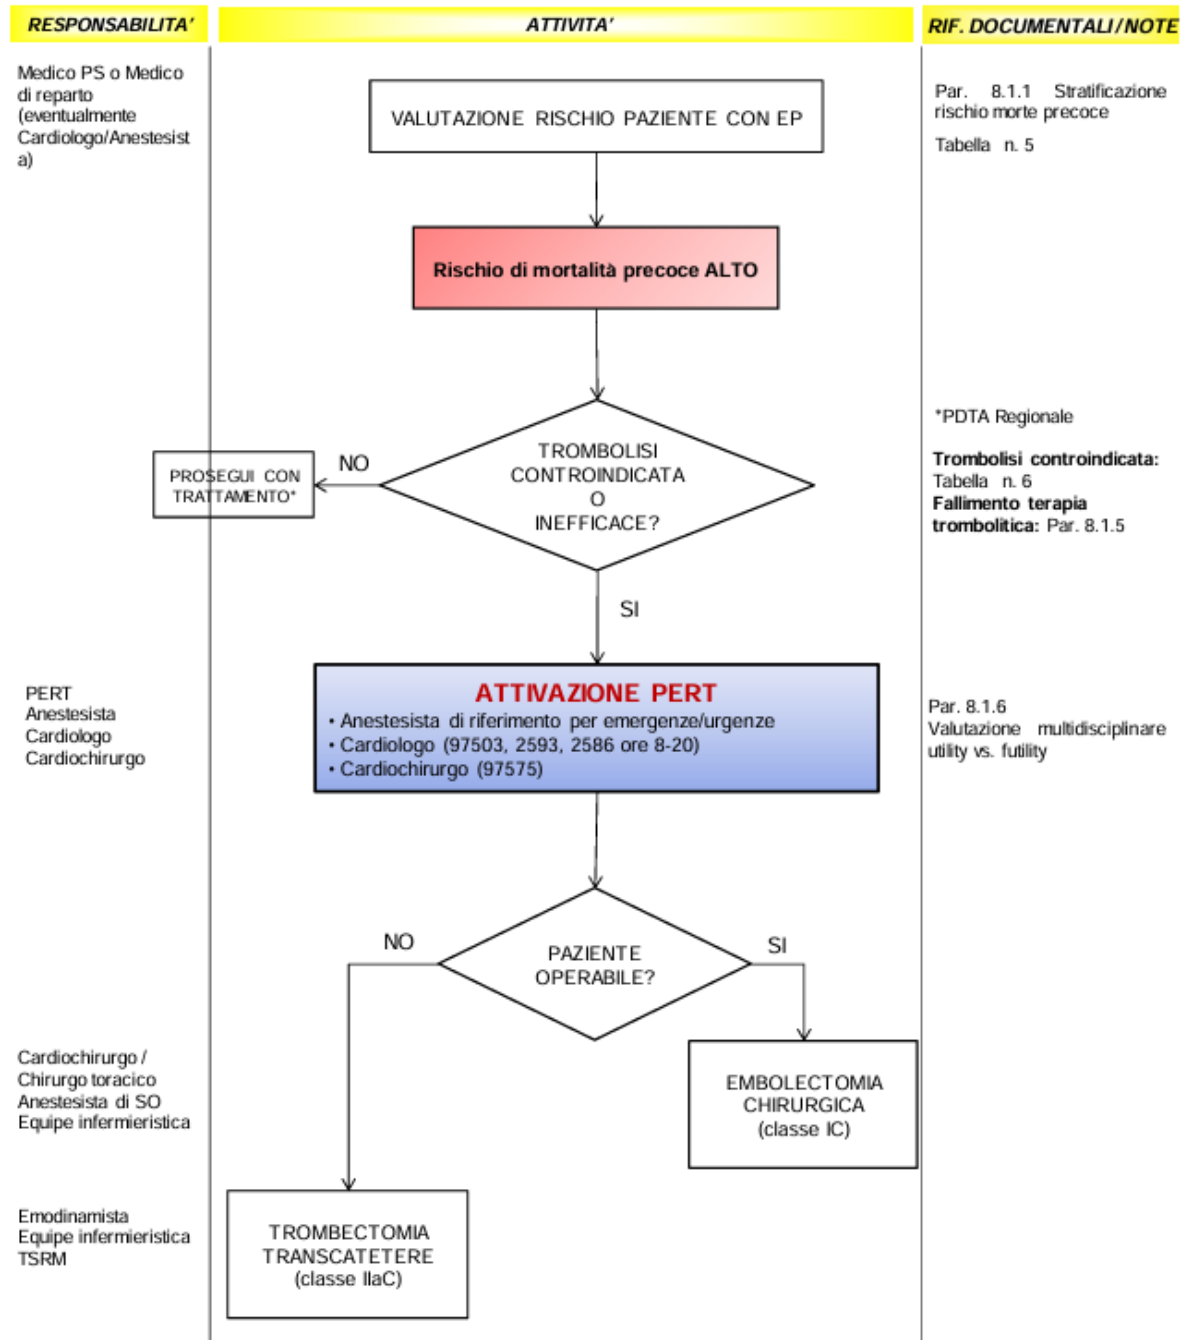 RESPONSABILITA'
ATTIVITA'
RIF. DOCUMENTALI/NOTE
Medico PS o Medico
di reparto
(eventualmente
Cardiologo/Anestesist
a)
VALUTAZIONE RISCHIO PAZIENTE CON EP
Par. 8.1.1 Stratificazione
rischio morte precoce
Tabella n. 5
Rischio di mortalità precoce ALTO
TROMBOLISI
CONTROINDICATA
O
INEFFICACE?
NO
PROSEGUI CON
TRATTAMENTO*
*PDTA Regionale
Trombolisi controindicata:
Tabella n. 6
Fallimento terapia
trombolitica: Par. 8.1.5
SI
PERT
Anestesista
Cardiologo
Cardiochirurgo
ATTIVAZIONE PERT
• Anestesista di riferimento per emergenze/urgenze
• Cardiologo (97503, 2593, 2586 ore 8-20)
• Cardiochirurgo (97575)
Par. 8.1.6
Valutazione multidisciplinare
utility vs. futility
NO
PAZIENTE
OPERABILE?
SI
Cardiochirurgo /
Chirurgo toracico
Anestesista di SO
Equipe infermieristica
EMBOLECTOMIA
CHIRURGICA
(classe IC)
Emodinamista
Equipe infermieristica
TSRM
TROMBECTOMIA
TRANSCATETERE
(classe IIaC)